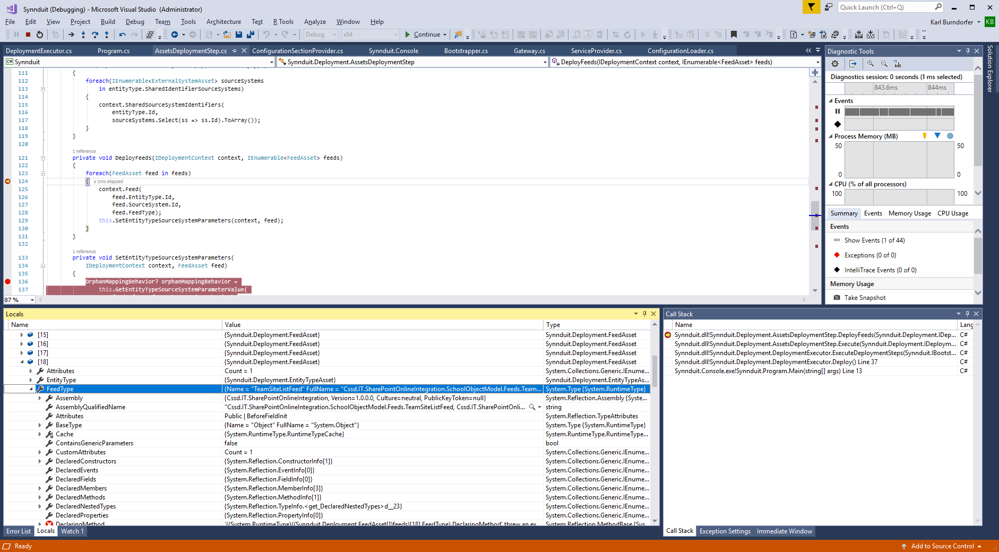 Synnduit (Debugging) - Microsoft Visual Studio (Administrator)
Quick Launch (Ctrl+Q)
File Edit View Project Build Debug Team Tools Architecture Test R Tools Analyze Window Help
Karl Burndorfer KB
Debug x64 Continue
DeploymentExecutor.cs Program.cs AssetsDeploymentStep.cs ConfigurationSectionProvider.cs Synnduit.Console Bootstrapper.cs Gateway.cs ServiceProvider.cs ConfigurationLoader.cs
C# Synnduit Synnduit.Deployment.AssetsDeploymentStep DeployFeeds(IDeploymentContext context, IEnumerable<FeedAsset> feeds)
111 {
112 foreach(IEnumerable<ExternalSystemAsset> sourceSystems
113 in entityType.SharedIdentifierSourceSystems)
114 {
115 context.SharedSourceSystemIdentifiers(
116 entityType.Id,
117 sourceSystems.Select(ss => ss.Id).ToArray());
118 }
119 }
120
1 reference
121 private void DeployFeeds(IDeploymentContext context, IEnumerable<FeedAsset> feeds)
122 {
123 foreach(FeedAsset feed in feeds)
124 { ≤ 1ms elapsed
125 context.Feed(
126 feed.EntityType.Id,
127 feed.SourceSystem.Id,
128 feed.FeedType);
129 this.SetEntityTypeSourceSystemParameters(context, feed);
130 }
131 }
132
1 reference
133 private void SetEntityTypeSourceSystemParameters(
134 IDeploymentContext context, FeedAsset feed)
135 {
136 OrphanMappingBehavior? orphanMappingBehavior =
137 this.GetEntityTypeSourceSystemParameterValue(
87 %
Diagnostic Tools
Diagnostics session: 0 seconds (1 ms selected)
843.6ms 844ms
Events
Process Memory (MB)
50 50
0 0
CPU (% of all processors)
100 100
Summary Events Memory Usage CPU Usage
Events
Show Events (1 of 44)
Exceptions (0 of 0)
IntelliTrace Events (0 of 0)
Memory Usage
Take Snapshot
Solution Explorer
Locals
Name Value Type
[15] {Synnduit.Deployment.FeedAsset} Synnduit.Deployment.FeedAsset
[16] {Synnduit.Deployment.FeedAsset} Synnduit.Deployment.FeedAsset
[17] {Synnduit.Deployment.FeedAsset} Synnduit.Deployment.FeedAsset
[18] {Synnduit.Deployment.FeedAsset} Synnduit.Deployment.FeedAsset
Attributes Count = 1 System.Collections.Generic.IEnume...
EntityType {Synnduit.Deployment.EntityTypeAsset} Synnduit.Deployment.EntityTypeAs...
FeedType {Name = "TeamSiteListFeed" FullName = "Cssd.IT.SharePointOnlineIntegration.SchoolObjectModel.Feeds.Team... System.Type {System.RuntimeType}
Assembly {Cssd.IT.SharePointOnlineIntegration, Version=1.0.0.0, Culture=neutral, PublicKeyToken=null} System.Reflection.Assembly {Syste...
AssemblyQualifiedName "Cssd.IT.SharePointOnlineIntegration.SchoolObjectModel.Feeds.TeamSiteListFeed, Cssd.IT.SharePointOnli... string
Attributes Public | BeforeFieldInit System.Reflection.TypeAttributes
BaseType {Name = "Object" FullName = "System.Object"} System.Type {System.RuntimeType}
Cache {System.RuntimeType.RuntimeTypeCache} System.RuntimeType.RuntimeType...
ContainsGenericParameters false bool
CustomAttributes Count = 1 System.Collections.Generic.IEnume...
DeclaredConstructors {System.Reflection.ConstructorInfo[1]} System.Collections.Generic.IEnume...
DeclaredEvents {System.Reflection.EventInfo[0]} System.Collections.Generic.IEnume...
DeclaredFields {System.Reflection.FieldInfo[0]} System.Collections.Generic.IEnume...
DeclaredMembers {System.Reflection.MemberInfo[3]} System.Collections.Generic.IEnume...
DeclaredMethods {System.Reflection.MethodInfo[1]} System.Collections.Generic.IEnume...
DeclaredNestedTypes {System.Reflection.TypeInfo.<get_DeclaredNestedTypes>d__23} System.Collections.Generic.IEnume...
DeclaredProperties {System.Reflection.PropertyInfo[0]} System.Collections.Generic.IEnume...
DeclaringMethod '((System.RuntimeType)((Synnduit.Deployment.FeedAsset[])feeds)[18].FeedType).DeclaringMethod' threw an ex... System.Reflection.MethodBase {Sys...
Error List Locals Watch 1
Call Stack
Name Lang
Synnduit.dll!Synnduit.Deployment.AssetsDeploymentStep.DeployFeeds(Synnduit.Deployment.IDep... C#
Synnduit.dll!Synnduit.Deployment.AssetsDeploymentStep.Execute(Synnduit.Deployment.IDeploym... C#
Synnduit.dll!Synnduit.Deployment.DeploymentExecutor.ExecuteDeploymentSteps(Synnduit.IBootst... C#
Synnduit.dll!Synnduit.Deployment.DeploymentExecutor.Deploy() Line 37 C#
Synnduit.Console.exe!Synnduit.Program.Main(string[] args) Line 13 C#
Call Stack Exception Settings Immediate Window
Ready
Add to Source Control